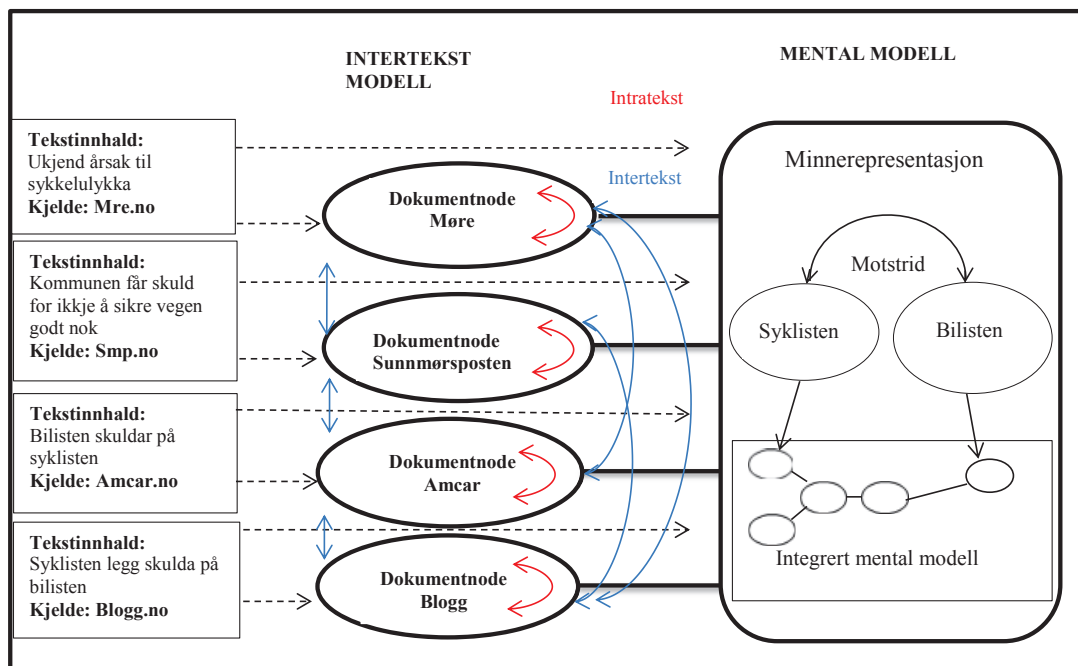 INTERTEKST
MODELL
MENTAL MODELL
Intratekst
Intertekst
Tekstinnhald:
Ukjend årsak til
sykkelulykka
Kjelde: Mre.no
Tekstinnhald:
Kommunen får skuld
for ikkje å sikre vegen
godt nok
Kjelde: Smp.no
Tekstinnhald:
Bilisten skuldar på
syklisten
Kjelde: Amcar.no
Tekstinnhald:
Syklisten legg skulda på
bilisten
Kjelde: Blogg.no
Dokumentnode
Møre
Dokumentnode
Sunnmørsposten
Dokumentnode
Amcar
Dokumentnode
Blogg
Minnerepresentasjon
Motstrid
Syklisten
Bilisten
Integrert mental modell